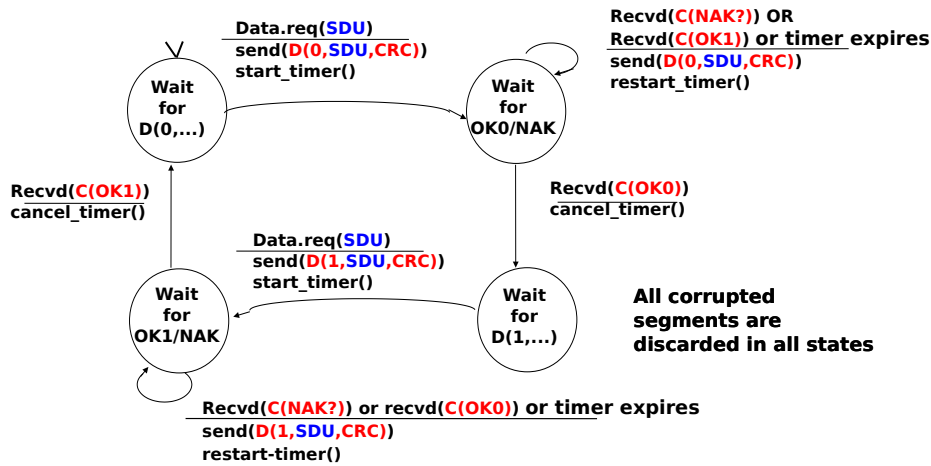 Data.req(SDU)
send(D(0,SDU,CRC))
start_timer()
Recvd(C(NAK?)) OR
Recvd(C(OK1)) or timer expires
send(D(0,SDU,CRC))
restart_timer()
Wait
for
D(0,...)
Wait
for
OK0/NAK
Recvd(C(OK1))
cancel_timer()
Recvd(C(OK0))
cancel_timer()
Data.req(SDU)
send(D(1,SDU,CRC))
start_timer()
Wait
for
OK1/NAK
Wait
for
D(1,...)
All corrupted
segments are
discarded in all states
Recvd(C(NAK?)) or recvd(C(OK0)) or timer expires
send(D(1,SDU,CRC)
restart-timer()